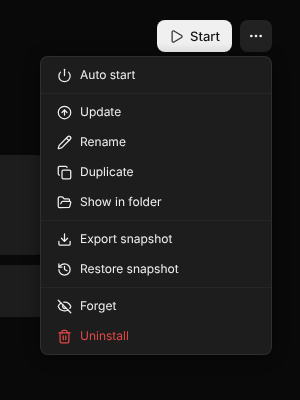 Start
Auto start
Update
Rename
Duplicate
Show in folder
Export snapshot
Restore snapshot
Forget
Uninstall